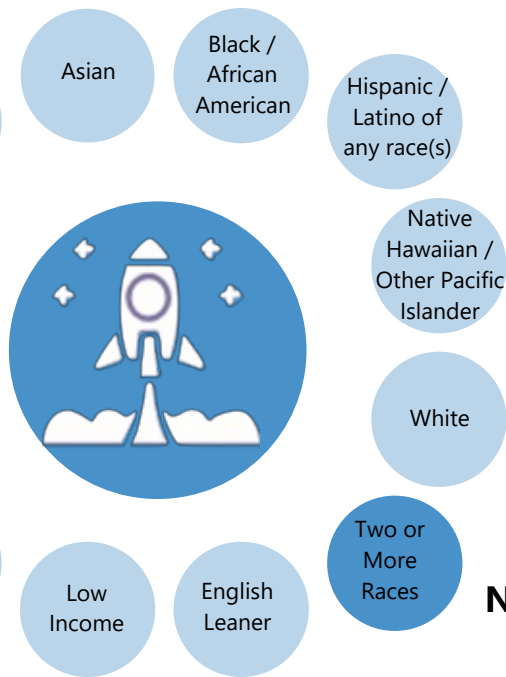 Asian
Black /
African
American
Hispanic /
Latino of
any race(s)
Native
Hawaiian /
Other Pacific
Islander
White
Two or
More
Races
N
English
Leaner
Low
Income